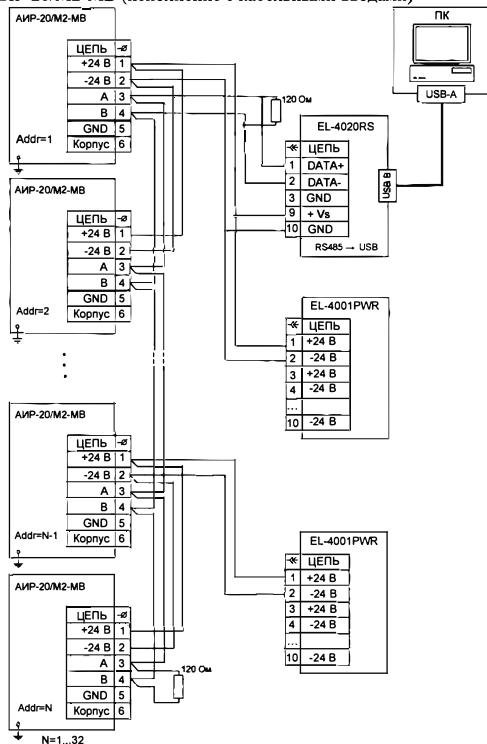 АИР-20/М2-МВ
ЦЕПЬ
+24 В 1
-24 В 2
А 3
В 4
GND 5
Корпус 6
Addr=1
АИР-20/М2-МВ
ЦЕПЬ
+24 В 1
-24 В 2
А 3
В 4
GND 5
Корпус 6
Addr=2
АИР-20/М2-МВ
ЦЕПЬ
+24 В 1
-24 В 2
А 3
В 4
GND 5
Корпус 6
Addr=N-1
АИР-20/М2-МВ
ЦЕПЬ
+24 В 1
-24 В 2
А 3
В 4
GND 5
Корпус 6
Addr=N
N=1...32
120 Ом
120 Ом
ПК
USB-A
EL-4020RS
ЦЕПЬ
1 DATA+
2 DATA-
3 GND
9 + Vs
10 GND
USB B
RS485 → USB
EL-4001PWR
ЦЕПЬ
1 +24 В
2 -24 В
3 +24 В
4 -24 В
...
10 -24 В
EL-4001PWR
ЦЕПЬ
1 +24 В
2 -24 В
3 +24 В
4 -24 В
...
10 -24 В